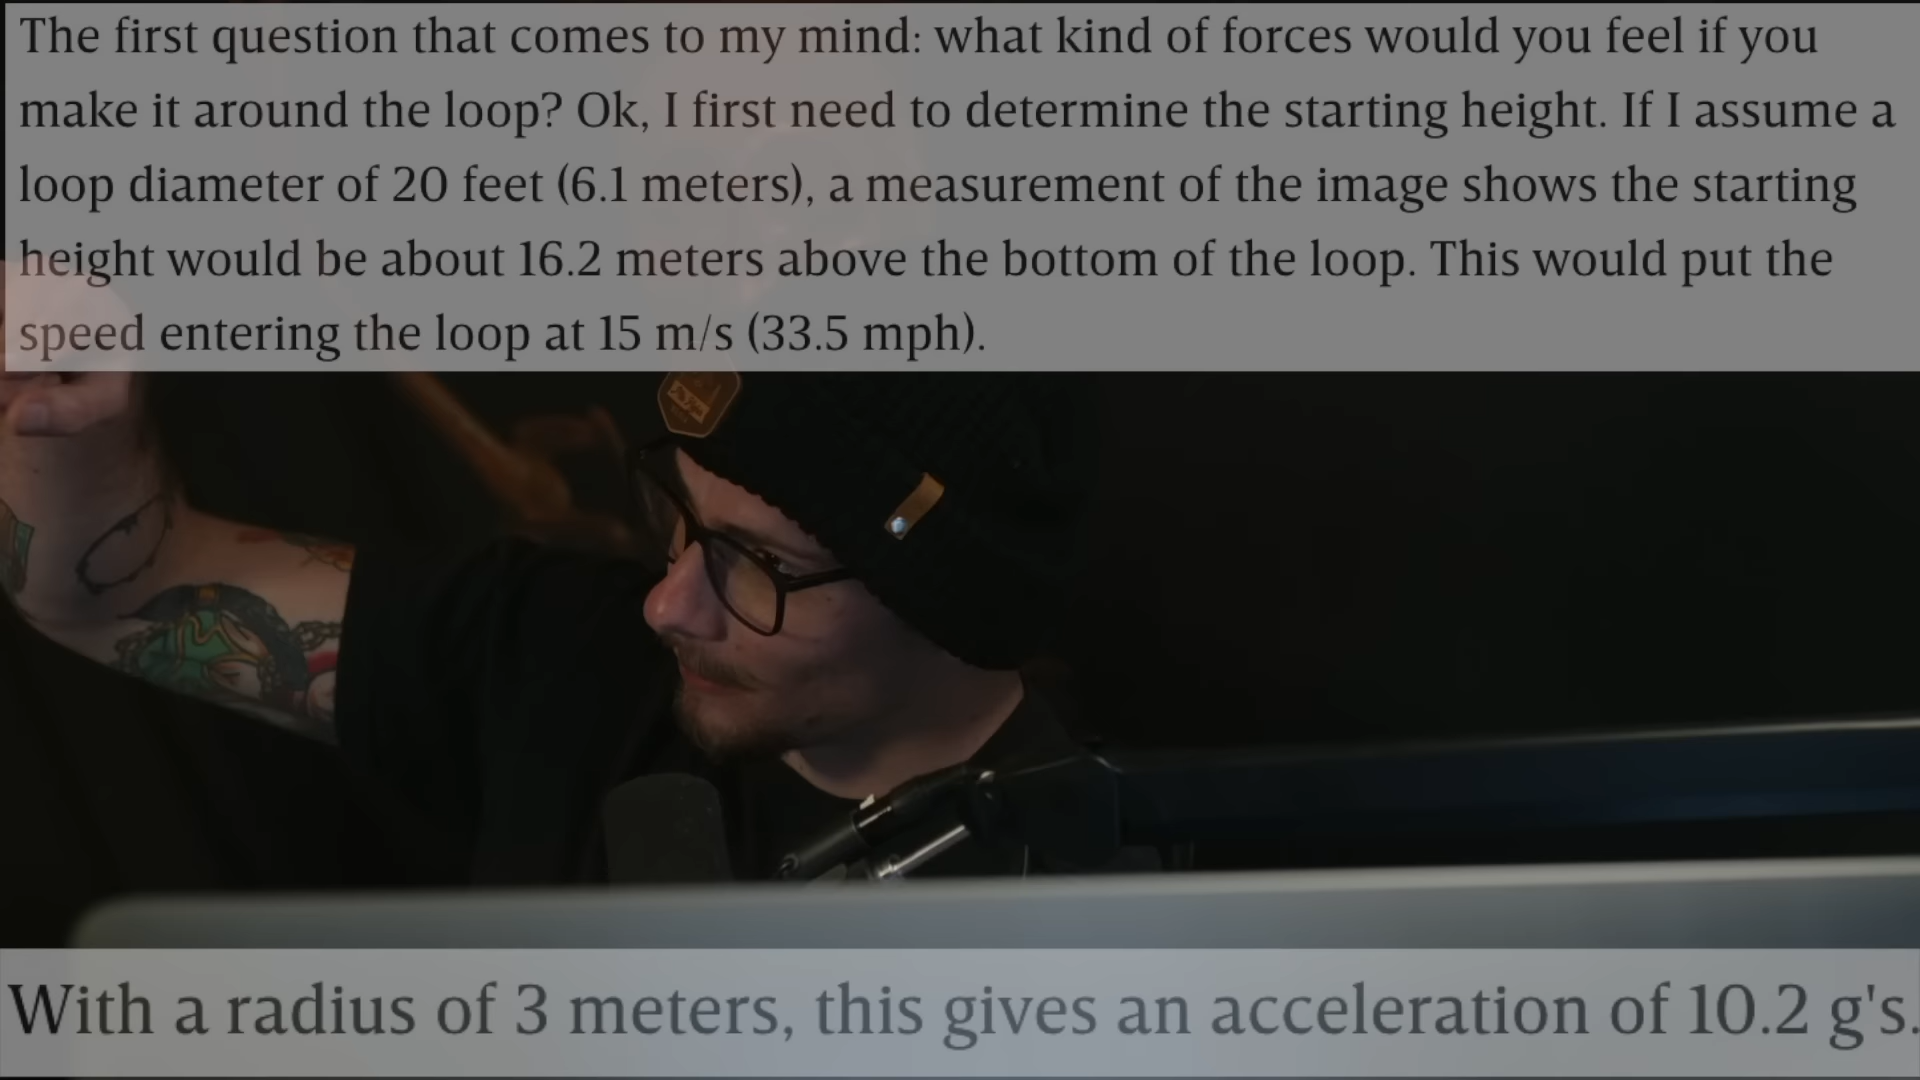 The first question that comes to my mind: what kind of forces would you feel if you
make it around the loop? Ok, I first need to determine the starting height. If I assume a
loop diameter of 20 feet (6.1 meters), a measurement of the image shows the starting
height would be about 16.2 meters above the bottom of the loop. This would put the
speed entering the loop at 15 m/s (33.5 mph).
With a radius of 3 meters, this gives an acceleration of 10.2 g's.